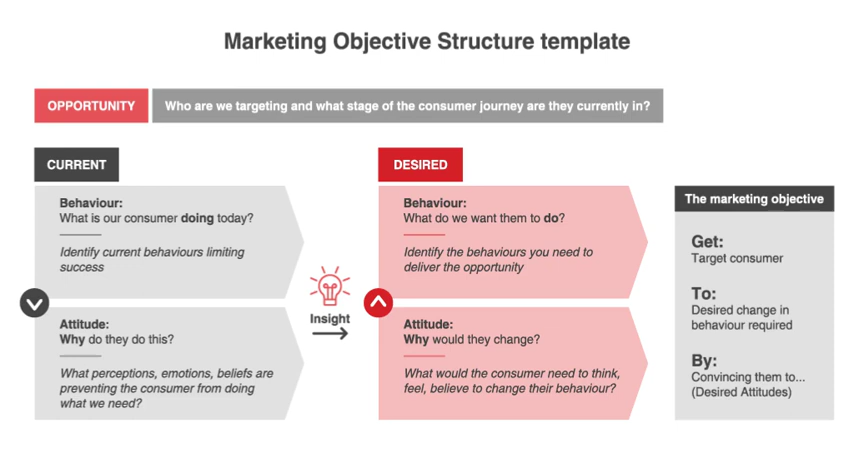 Marketing Objective Structure template
OPPORTUNITY
Who are we targeting and what stage of the consumer journey are they currently in?
CURRENT
Behaviour:
What is our consumer doing today?
Identify current behaviours limiting
success
Attitude:
Why do they do this?
What perceptions, emotions, beliefs are
preventing the consumer from doing
what we need?
Insight
DESIRED
Behaviour:
What do we want them to do?
Identify the behaviours you need to
deliver the opportunity
Attitude:
Why would they change?
What would the consumer need to think,
feel, believe to change their behaviour?
The marketing objective
Get:
Target consumer
To:
Desired change in
behaviour required
By:
Convincing them to...
(Desired Attitudes)